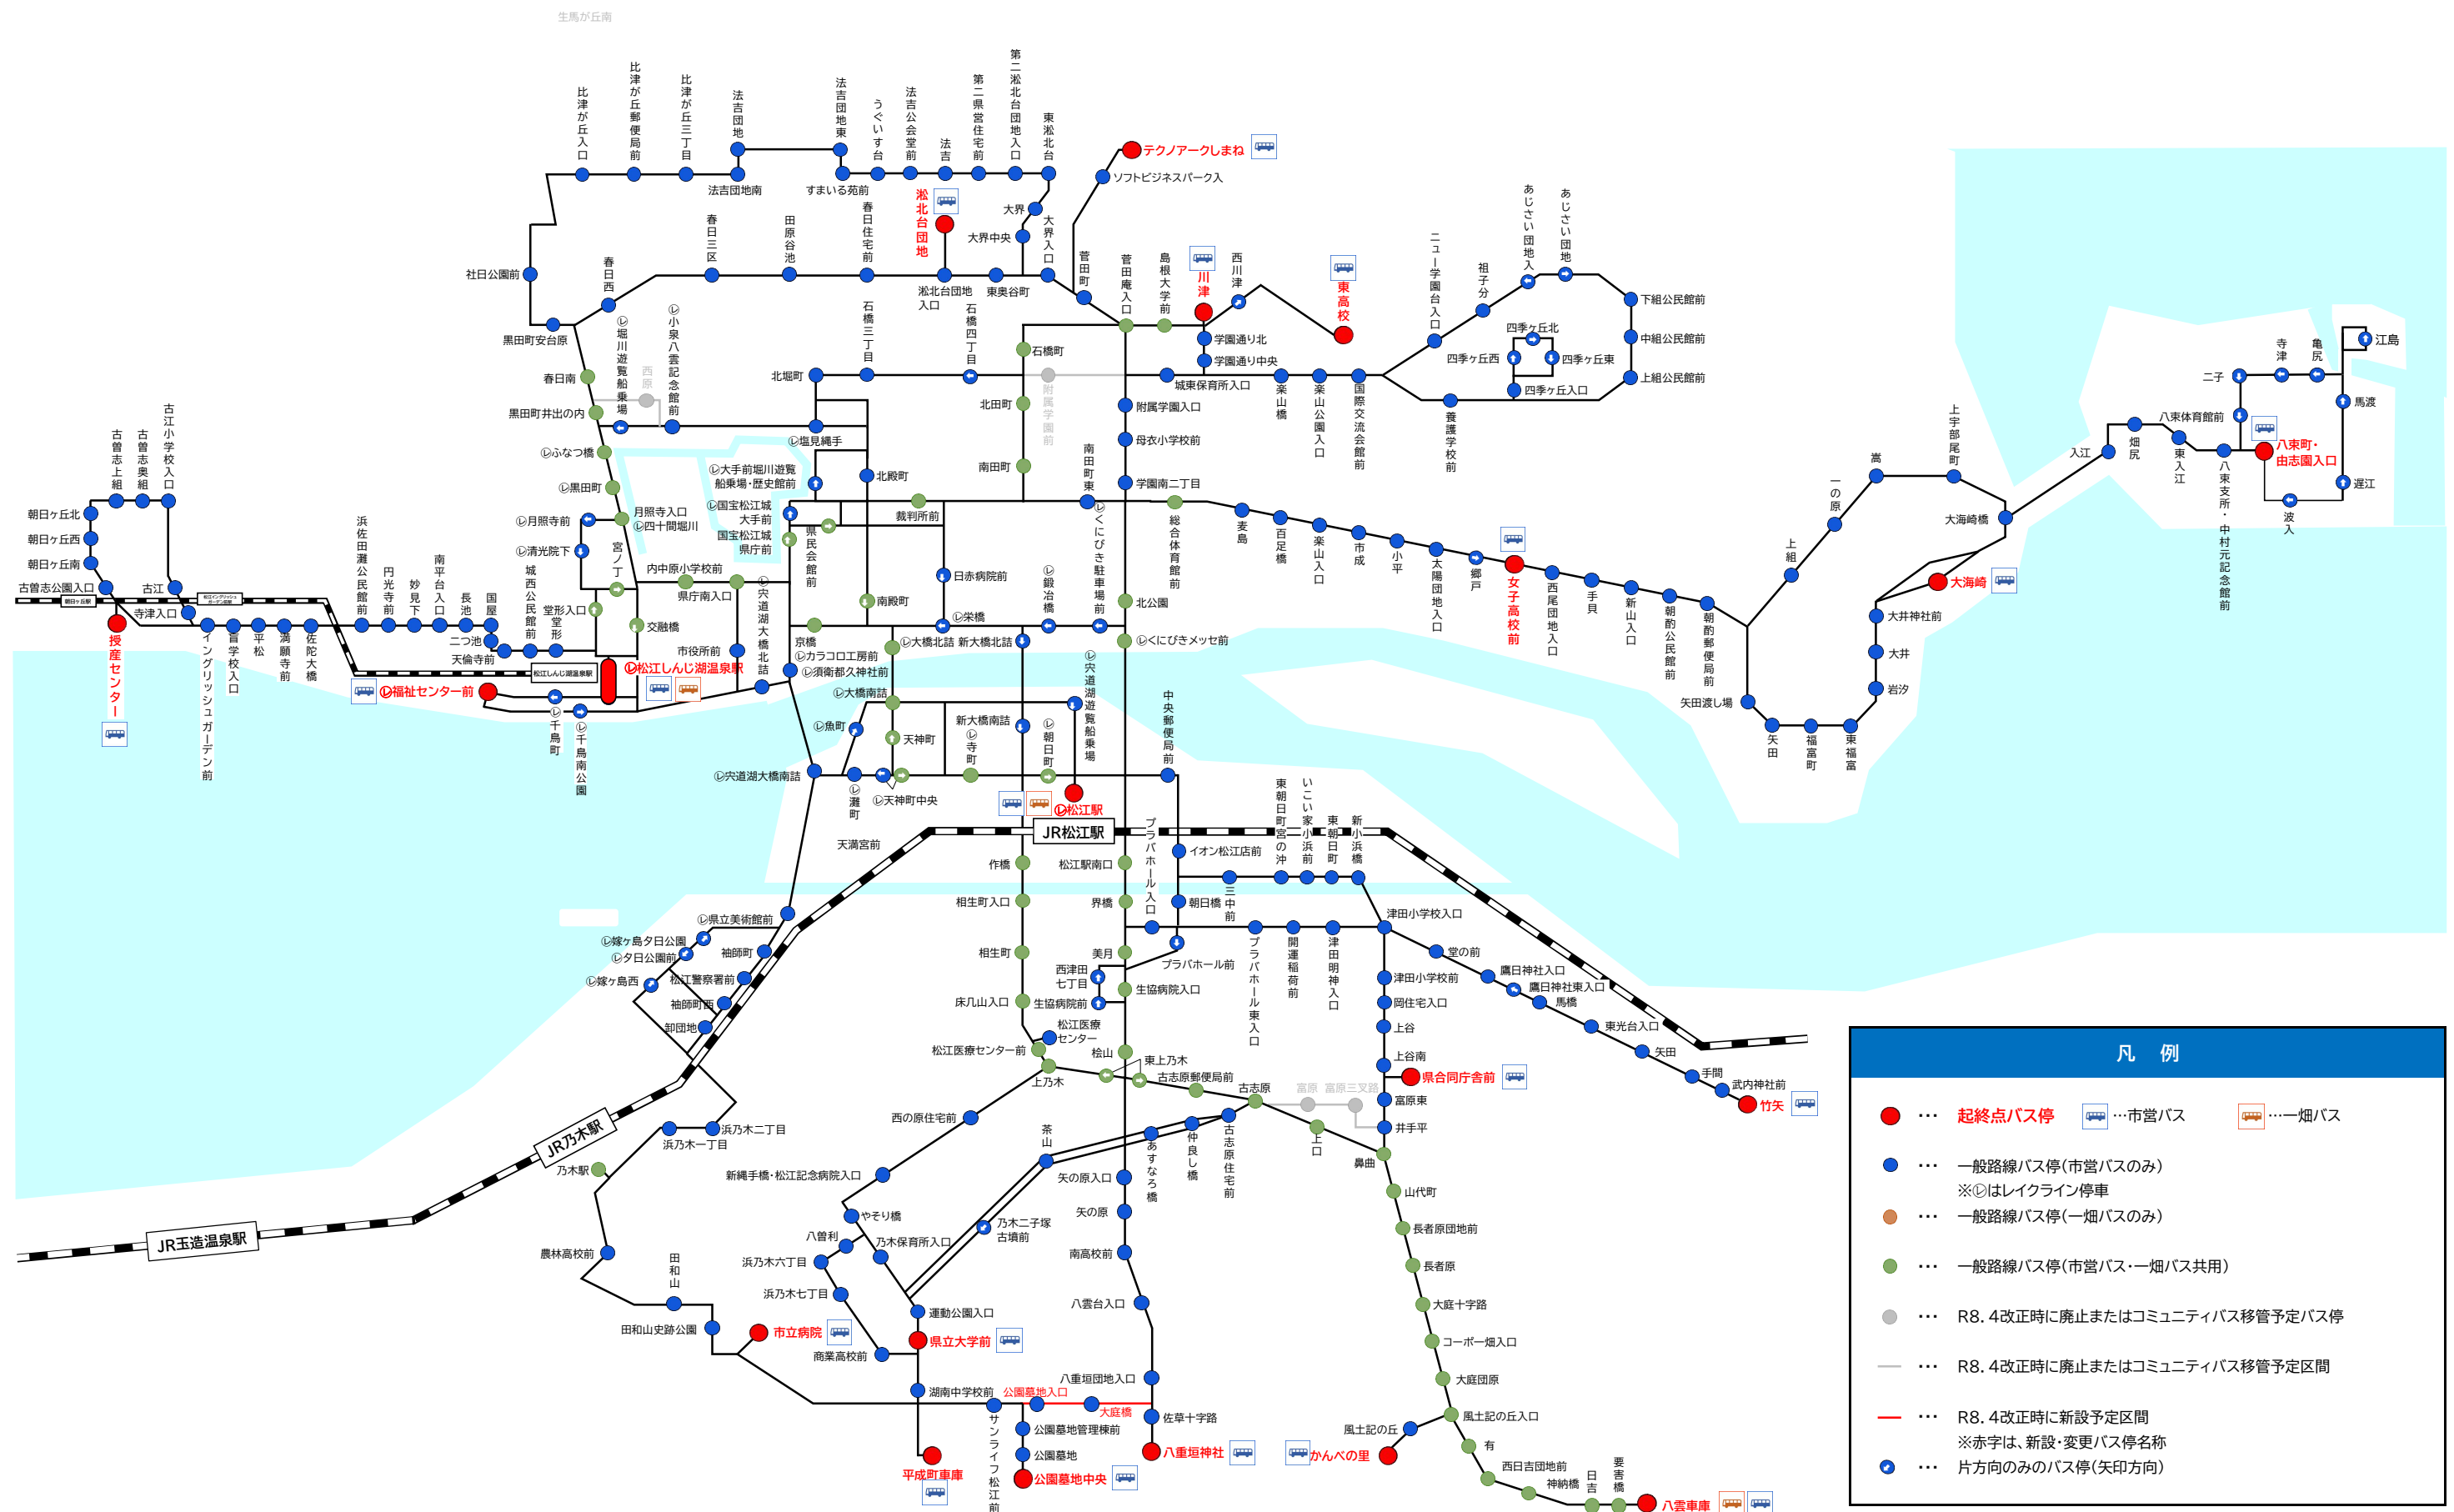 生馬が丘南
比津が丘入口
比津が丘郵便局前
比津が丘三丁目
法吉団地
法吉団地南
法吉団地東
すまいる苑前
うぐいす台
法吉公会堂前
法吉
第二県営住宅前
第二淞北台団地入口
東淞北台
テクノアークしまね
ソフトビジネスパーク入
大界
大界中央
大界入口
淞北台団地
社日公園前
春日西
春日三区
田原谷池
春日住宅前
淞北台団地
入口
東奥谷町
菅田町
菅田庵入口
島根大学前
川津
西川津
東高校
学園通り北
学園通り中央
ニュー学園台入口
祖子分
あじさい団地入
あじさい団地
下組公民館前
中組公民館前
上組公民館前
四季ヶ丘北
四季ヶ丘西
四季ヶ丘東
四季ヶ丘入口
養護学校前
黒田町安台原
春日南
黒田町井出の内
㋹堀川遊覧船乗場
西原
㋹小泉八雲記念館前
北堀町
石橋三丁目
石橋四丁目
石橋町
附属学園前
城東保育所入口
楽山橋
楽山公園入口
国際交流会館前
北田町
附属学園入口
母衣小学校前
南田町
学園南二丁目
南田町東
㋹ふなつ橋
㋹黒田町
㋹塩見縄手
㋹大手前堀川遊覧
船乗場・歴史館前
北殿町
㋹国宝松江城
大手前
国宝松江城
県庁前
県民会館前
裁判所前
㋹月照寺前
月照寺入口
㋹四十間堀川
㋹清光院下
宮ノ丁
内中原小学校前
県庁南入口
㋹宍道湖大橋北詰
日赤病院前
南殿町
㋹栄橋
㋹鍛冶橋
㋹くにびき駐車場前
総合体育館前
北公園
㋹くにびきメッセ前
麦島
百足橋
楽山入口
市成
小平
太陽団地入口
郷戸
女子高校前
西尾団地入口
手貝
新山入口
朝酌公民館前
朝酌郵便局前
矢田渡し場
矢田
福富町
東福富
岩汐
大井
大井神社前
大海崎
大海崎橋
上組
一の原
嵩
上宇部尾町
入江
畑尻
東入江
八束支所・中村元記念館前
八束体育館前
二子
寺津
亀尻
江島
馬渡
遅江
波入
八束町・
由志園入口
古曽志上組
古曽志奥組
古江小学校入口
朝日ヶ丘北
朝日ヶ丘西
朝日ヶ丘南
古曽志公園入口
朝日ヶ丘駅
松江イングリッシュ
ガーデン前駅
古江
寺津入口
授産センター
イングリッシュガーデン前
盲学校入口
平松
満願寺前
佐陀大橋
浜佐田灘公民館前
円光寺前
妙見下
南平台入口
長池
国屋
二つ池
天倫寺前
城西公民館前
堂形
堂形入口
交融橋
市役所前
松江しんじ湖温泉駅
㋹松江しんじ湖温泉駅
㋹福祉センター前
㋹千鳥町
㋹千鳥南公園
京橋
㋹カラコロ工房前
㋹須衛都久神社前
㋹大橋北詰
新大橋北詰
㋹大橋南詰
㋹魚町
天神町
新大橋南詰
㋹寺町
㋹朝日町
㋹宍道湖遊覧船乗場
中央郵便局前
㋹宍道湖大橋南詰
㋹灘町
㋹天神町中央
㋹松江駅
JR松江駅
天満宮前
作橋
松江駅南口
プラバホール入口
イオン松江店前
東朝日町宮の沖
いこい家小浜前
東朝日町
新小浜橋
三中前
朝日橋
相生町入口
界橋
相生町
美月
床几山入口
西津田
七丁目
生協病院前
生協病院入口
プラバホール前
プラバホール東入口
開運稲荷前
津田明神入口
津田小学校入口
津田小学校前
岡住宅入口
上谷
上谷南
県合同庁舎前
富原東
井手平
堂の前
鷹日神社入口
鷹日神社東入口
馬橋
東光台入口
矢田
手間
武内神社前
竹矢
㋹県立美術館前
㋹嫁ヶ島夕日公園
㋹夕日公園前
㋹嫁ヶ島西
袖師町
松江警察署前
袖師町西
卸団地
松江医療
センター
松江医療センター前
上乃木
桧山
東上乃木
古志原郵便局前
古志原
富原
富原三叉路
上口
鼻曲
西の原住宅前
茶山
あすなろ橋
仲良し橋
古志原住宅前
浜乃木二丁目
浜乃木一丁目
JR乃木駅
乃木駅
JR玉造温泉駅
新縄手橋・松江記念病院入口
やそり橋
八曽利
乃木保育所入口
浜乃木六丁目
浜乃木七丁目
乃木二子塚
古墳前
矢の原入口
矢の原
南高校前
八雲台入口
山代町
長者原団地前
長者原
大庭十字路
コーポ一畑入口
大庭団原
風土記の丘入口
風土記の丘
かんべの里
有
西日吉団地前
神納橋
日吉
要害橋
八雲車庫
農林高校前
田和山
田和山史跡公園
市立病院
運動公園入口
県立大学前
商業高校前
湖南中学校前
公園墓地入口
大庭橋
八重垣団地入口
佐草十字路
八重垣神社
サンライフ松江前
公園墓地管理棟前
公園墓地
公園墓地中央
平成町車庫
凡 例
… 起終点バス停 …市営バス …一畑バス
… 一般路線バス停(市営バスのみ)
※㋹はレイクライン停車
… 一般路線バス停(一畑バスのみ)
… 一般路線バス停(市営バス・一畑バス共用)
… R8.4改正時に廃止またはコミュニティバス移管予定バス停
… R8.4改正時に廃止またはコミュニティバス移管予定区間
… R8.4改正時に新設予定区間
※赤字は、新設・変更バス停名称
… 片方向のみのバス停(矢印方向)